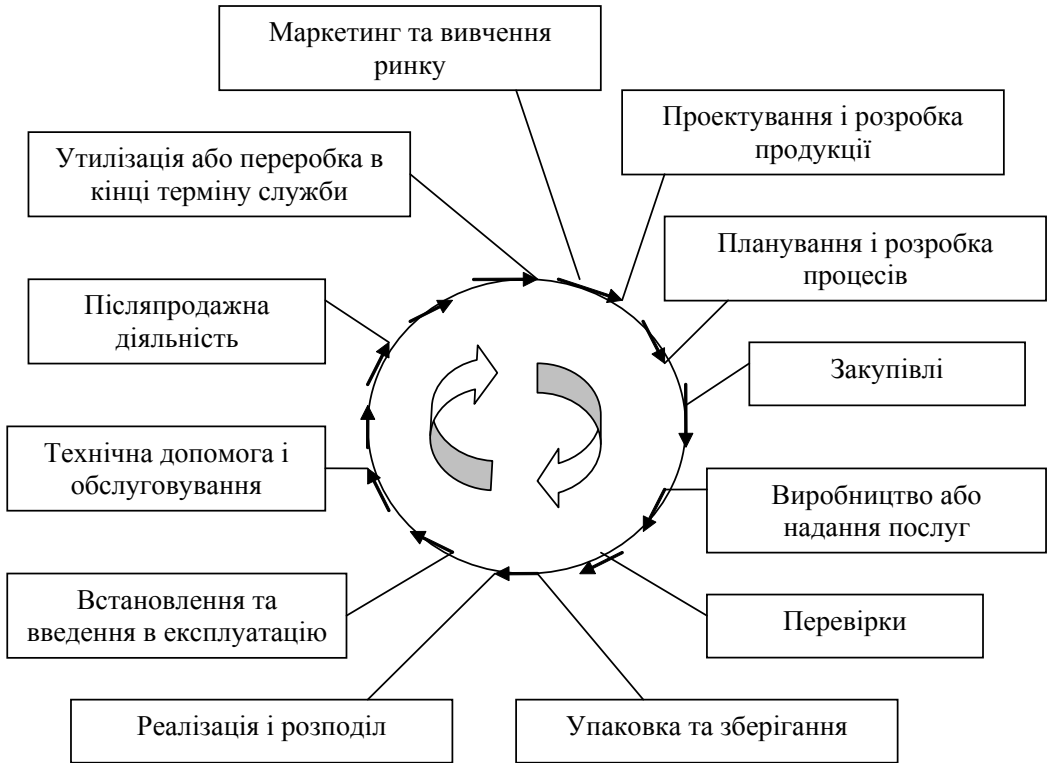 Маркетинг та вивчення
ринку
Проектування і розробка
продукції
Планування і розробка
процесів
Закупівлі
Виробництво або
надання послуг
Перевірки
Упаковка та зберігання
Реалізація і розподіл
Встановлення та
введення в експлуатацію
Технічна допомога і
обслуговування
Післяпродажна
діяльність
Утилізація або переробка в
кінці терміну служби